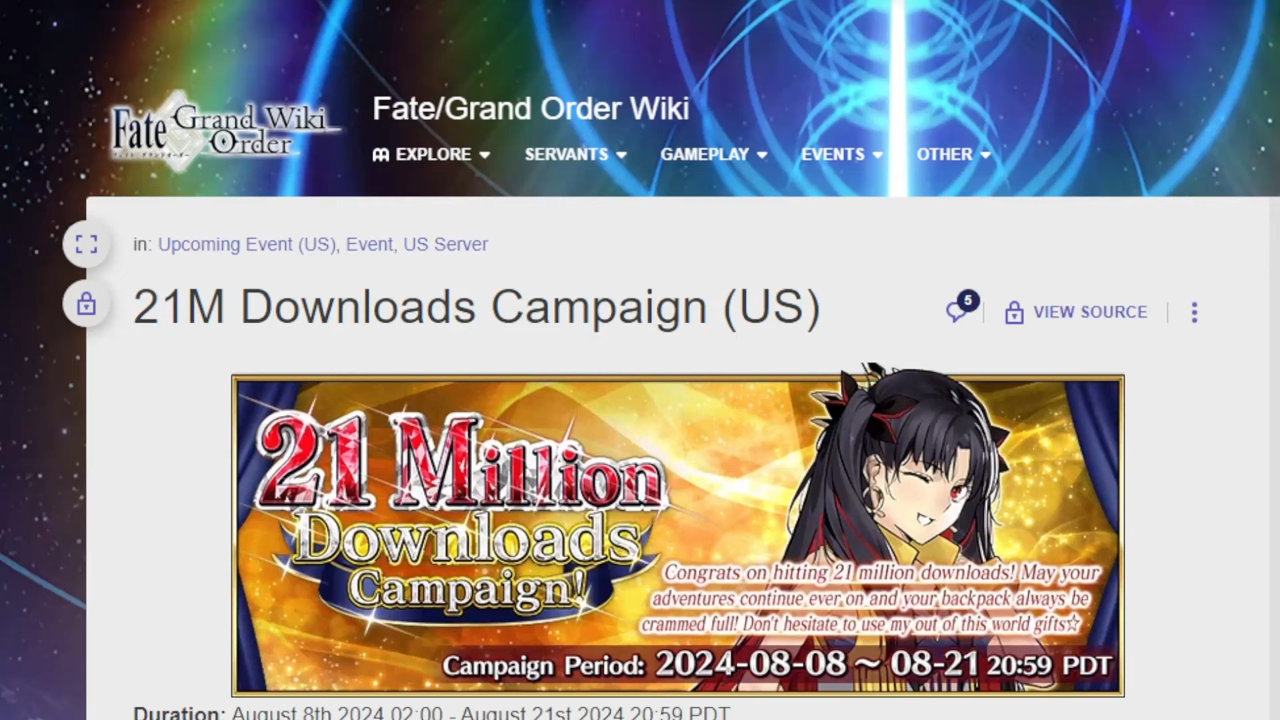 Fate Grand Wiki
Order
Fate/Grand Order Wiki
EXPLORE
SERVANTS
GAMEPLAY
EVENTS
OTHER
in: Upcoming Event (US), Event, US Server
21M Downloads Campaign (US)
5
VIEW SOURCE
21 Million
Downloads
Campaign!
Congrats on hitting 21 million downloads! May your
adventures continue ever on and your backpack always be
crammed full! Don't hesitate to use my out of this world gifts☆
Campaign Period: 2024-08-08 ~ 08-21 20:59 PDT
Duration: August 8th 2024 02:00 - August 21st 2024 20:59 PDT